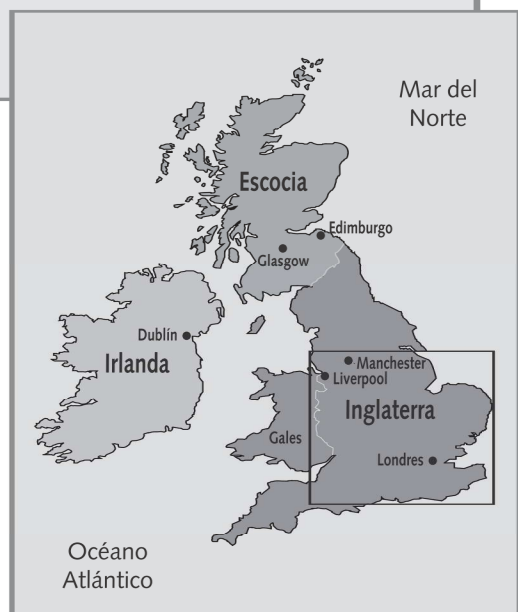 Mar del
Norte
Escocia
Edimburgo
Glasgow
Dublín
Irlanda
Manchester
Liverpool
Inglaterra
Gales
Londres
Océano
Atlántico